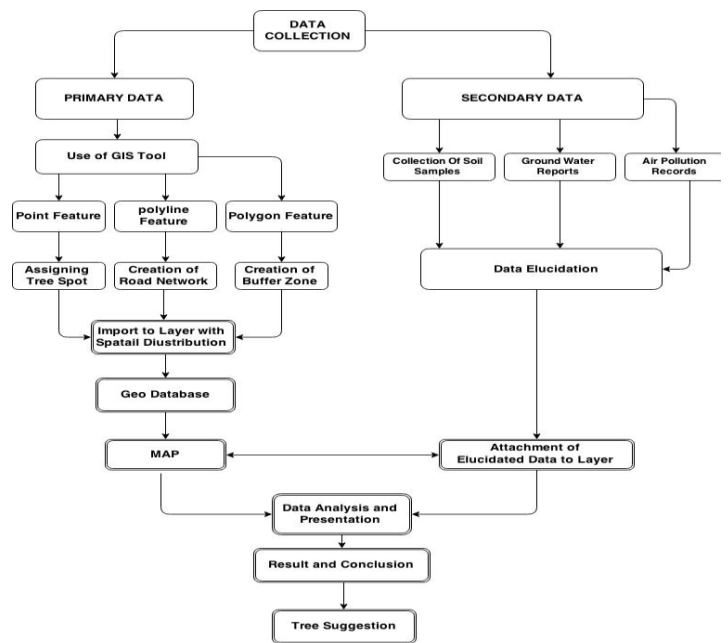 DATA
COLLECTION
PRIMARY DATA
SECONDARY DATA
Use of GIS Tool
Collection Of Soil
Samples
Ground Water
Reports
Air Pollution
Records
Point Feature
polyline
Feature
Polygon Feature
Assigning
Tree Spot
Creation of
Road Network
Creation of
Buffer Zone
Data Elucidation
Import to Layer with
Spatail Diustribution
Geo Database
MAP
Attachment of
Elucidated Data to Layer
Data Analysis and
Presentation
Result and Conclusion
Tree Suggestion